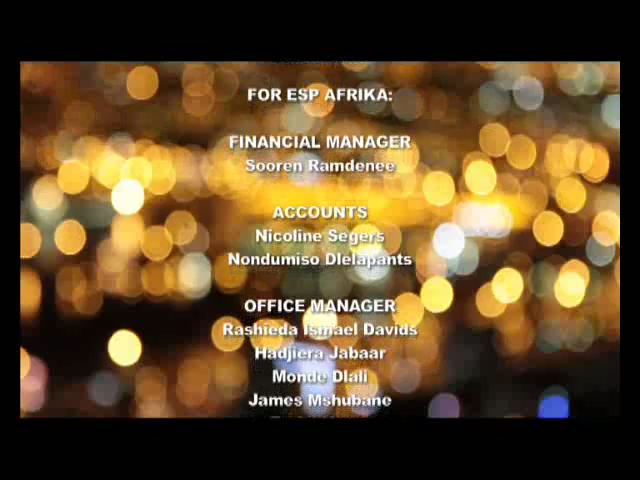 FOR ESP AFRIKA:
FINANCIAL MANAGER
Sooren Ramdenee
ACCOUNTS
Nicoline Segers
Nondumiso Dlelapants
OFFICE MANAGER
Rashieda Ismael Davids
Hadjiera Jabaar
Monde Dlali
James Mshubane